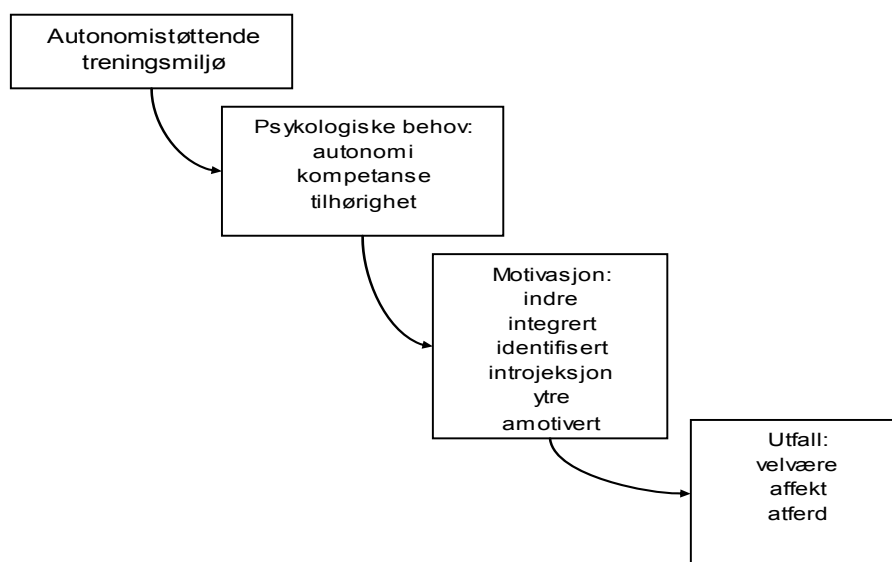 Autonomistøttende
treningsmiljø
Psykologiske behov:
autonomi
kompetanse
tilhørighet
Motivasjon:
indre
integrert
identifisert
introjeksjon
ytre
amotivert
Utfall:
velvære
affekt
atferd